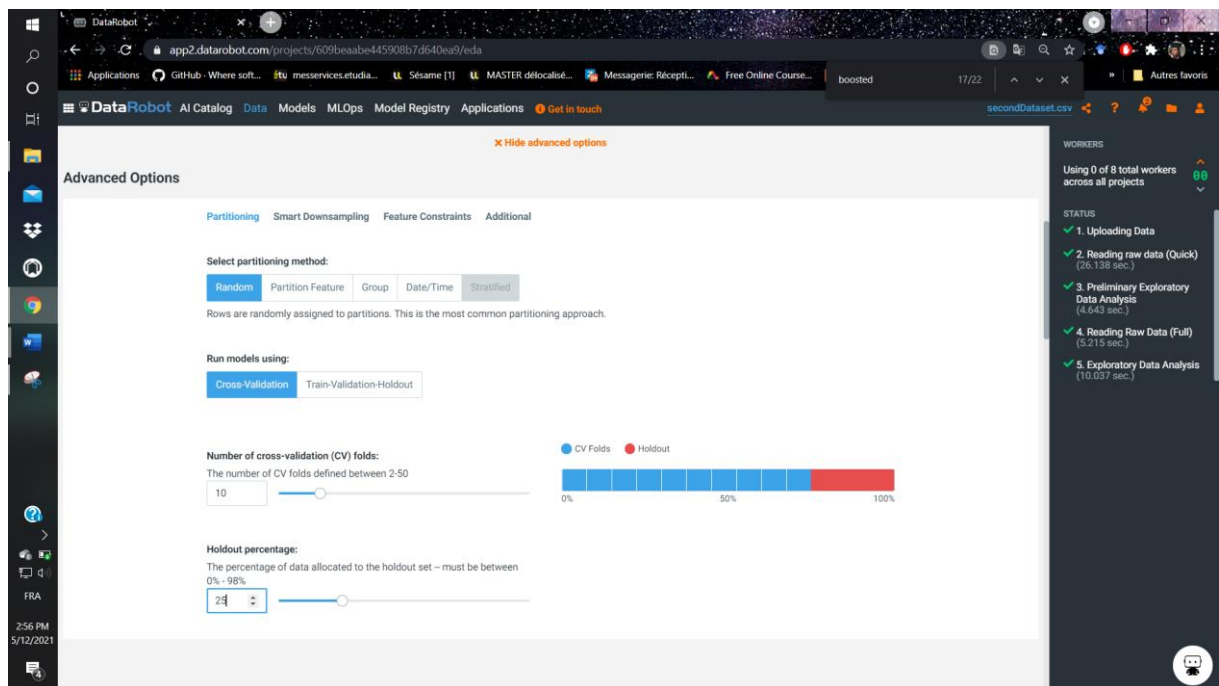 DataRobot
app2.datarobot.com/projects/609beaabe445908b7d640ea9/eda
Applications GitHub - Where soft... messervices.etudia... Sésame [1] MASTER délocalisé... Messagerie: Récepti... Free Online Course... » Autres favoris
boosted 17/22
DataRobot AI Catalog Data Models MLOps Model Registry Applications Get in touch secondDataset.csv ? 2
Hide advanced options
Advanced Options
Partitioning Smart Downsampling Feature Constraints Additional
Select partitioning method:
Random Partition Feature Group Date/Time Stratified
Rows are randomly assigned to partitions. This is the most common partitioning approach.
Run models using:
Cross-Validation Train-Validation-Holdout
Number of cross-validation (CV) folds:
The number of CV folds defined between 2-50
10
CV Folds Holdout
0% 50% 100%
Holdout percentage:
The percentage of data allocated to the holdout set – must be between
0% - 98%
25
WORKERS
Using 0 of 8 total workers
across all projects
00
STATUS
1. Uploading Data
2. Reading raw data (Quick)
(26.138 sec.)
3. Preliminary Exploratory
Data Analysis
(4.643 sec.)
4. Reading Raw Data (Full)
(5.215 sec.)
5. Exploratory Data Analysis
(10.037 sec.)
FRA
2:56 PM
5/12/2021
4